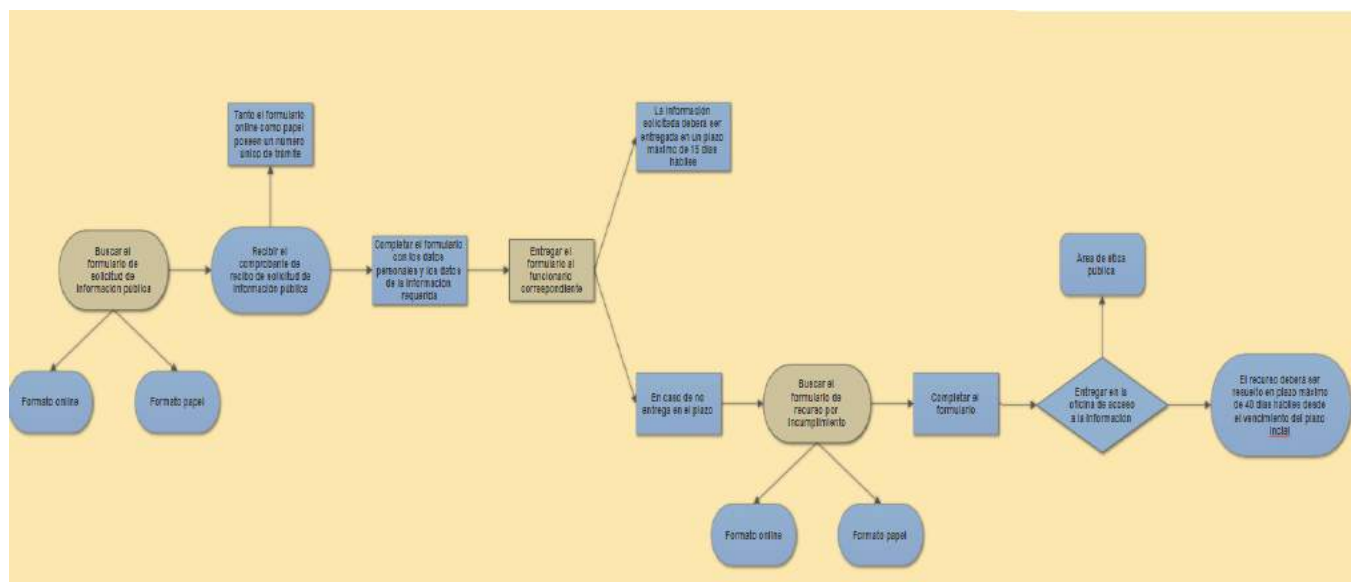 Tanto el formulario
online como papel
poseen un número
único de trámite
La información
solicitada deberá ser
entregada en un plazo
máximo de 15 días
hábiles
Buscar el
formulario de
solicitud de
información pública
Recibir el
comprobante de
recibo de solicitud de
información pública
Completar el formulario
con los datos
personales y los datos
de la información
requerida
Entregar el
formulario al
funcionario
correspondiente
Formato online
Formato papel
En caso de no
entrega en el plazo
Buscar el
formulario de
recurso por
incumplimiento
Completar el
formulario
Entregar en la
oficina de acceso
a la información
Área de ética
pública
El recurso deberá ser
resuelto en plazo máximo
de 40 días hábiles desde
el vencimiento del plazo
incial
Formato online
Formato papel